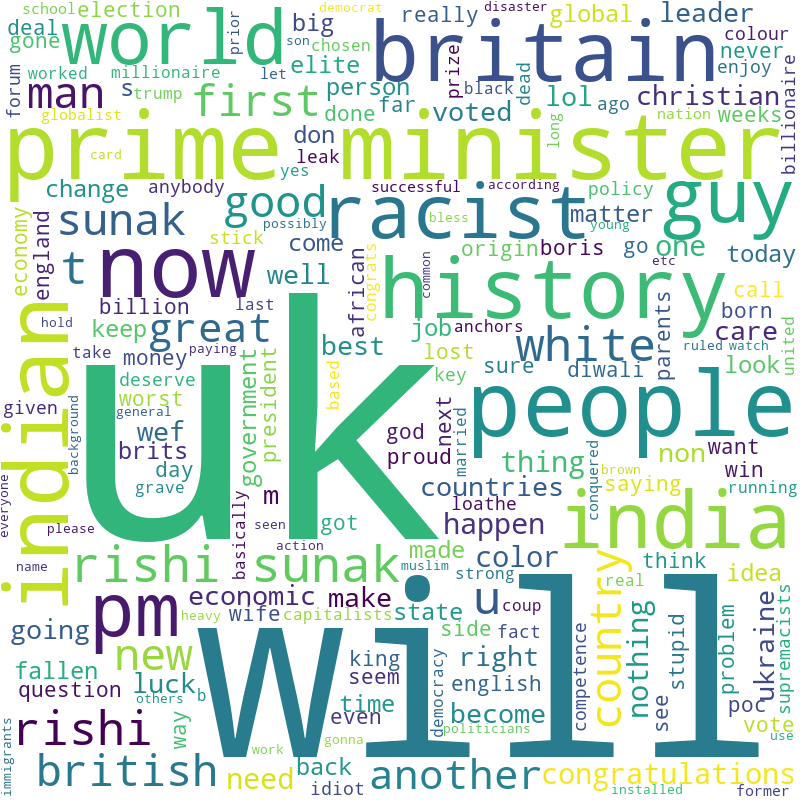 school election
democrat
disaster
really
global
leader
deal
world
big
prior
son
chosen
britain
colour
gone
elite
prize
never
forum
worked
millionaire
let
black
dead
enjoy
man
s
trump
first
person
far
ago
christian
billionaire
globalist
done
voted
lol
long
nation
weeks
card
don
leak
prime minister
yes
change
anybody
successful
according
policy
guy
good
racist
matter
economy
england
sunak
possibly
bless
young
stick
come
congrats
origin
boris
go
one
today
t
now
well
african
common
etc
call
indian
billion
last
history
born
hold
keep
great
job
anchors
white
parents
care
united
take
money
paying
best
lost
sure
ruled
watch
uk
deserve
key
diwali
look
given
worst
general
government
president
based
people
background
wef
god
next
married
non
want
brits
proud
conquered
brown
saying
win
everyone
day
thing
grave
m
countries
india
running
please
basically
seen
got
loathe
happen
name
action
made
color
country
think
rishi sunak
muslim
strong
real
idea
pm
economic
make
state
u
coup
nothing
stupid
problem
ukraine
supremacists
going
wife
capitalists
heavy
will
side
fact
competence
new
king
democracy
right
see
poc
fallen
seem
english
question
luck
b
time
become
vote
others
way
even
politicians
use
rishi
work
gonna
immigrants
british
need
back
another
congratulations
idiot
installed
former